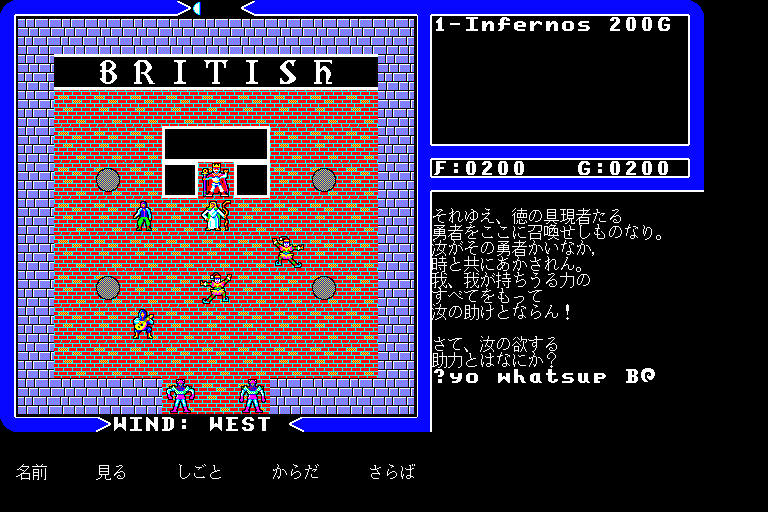 BRITISH
1-Infernos 200G
F:0200 G:0200
それゆえ、徳の具現者たる
勇者をここに召喚せしものなり。
汝がその勇者かいなか,
時と共にあかされん。
我、我が持ちうる力の
すべてをもって
汝の助けとならん！
さて、汝の欲する
助力とはなにか?
?yo whatsup B@
WIND: WEST
名前 見る しごと からだ さらば